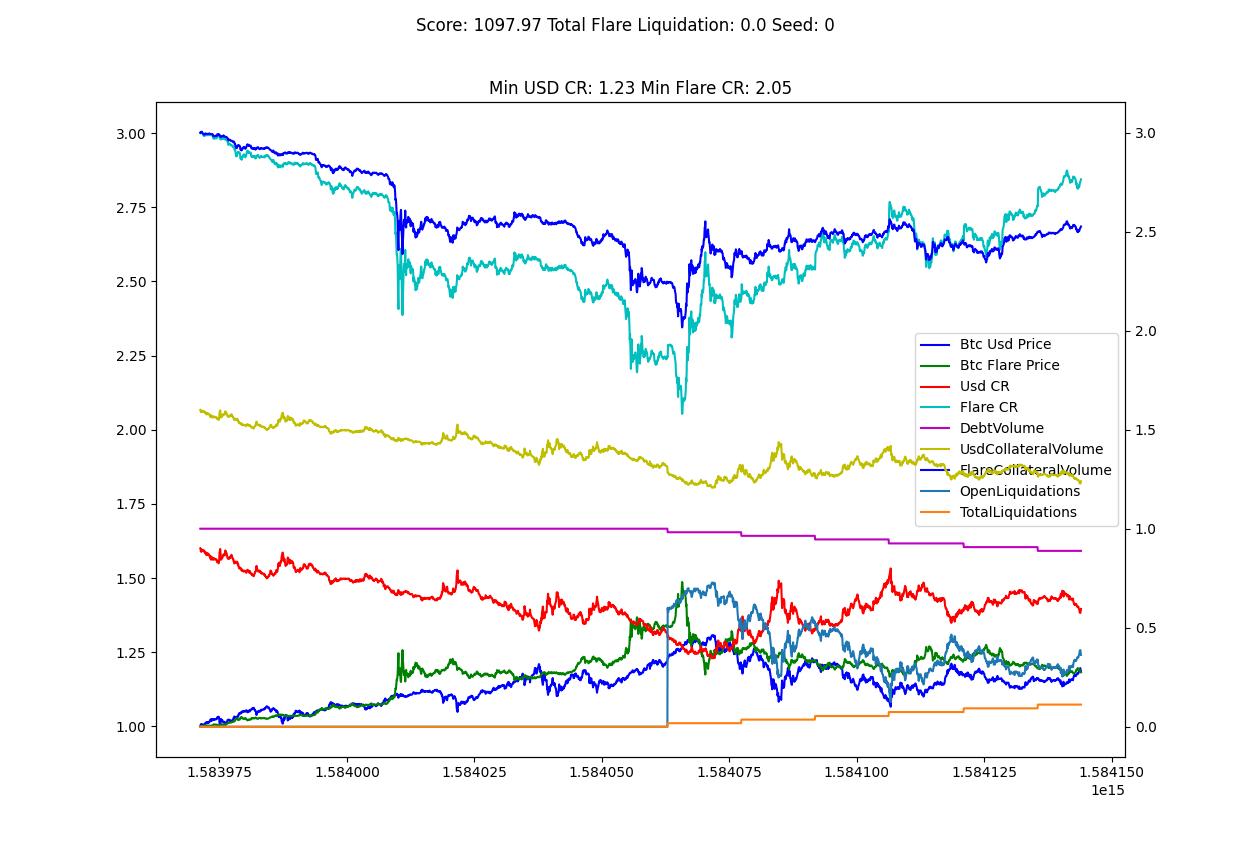 Score: 1097.97 Total Flare Liquidation: 0.0 Seed: 0
Min USD CR: 1.23 Min Flare CR: 2.05
3.00
2.75
2.50
2.25
2.00
1.75
1.50
1.25
1.00
3.0
2.5
2.0
1.5
1.0
0.5
0.0
Btc Usd Price
Btc Flare Price
Usd CR
Flare CR
DebtVolume
UsdCollateralVolume
FlareCollateralVolume
OpenLiquidations
TotalLiquidations
1.583975 1.584000 1.584025 1.584050 1.584075 1.584100 1.584125 1.584150
1e15